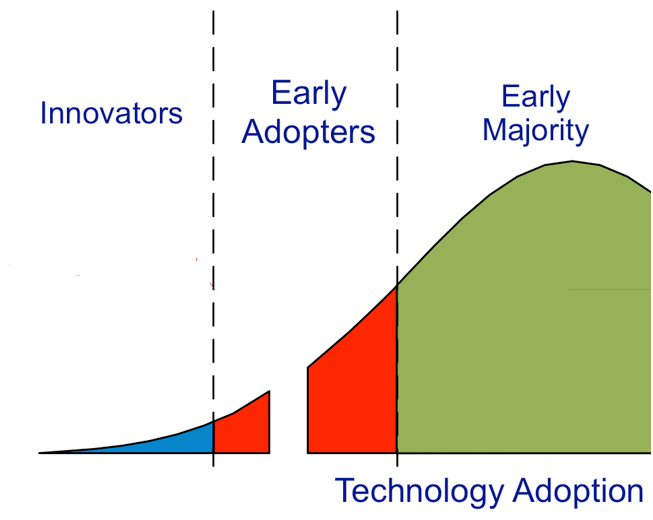 Innovators
Early
Adopters
Early
Majority
Technology Adoption